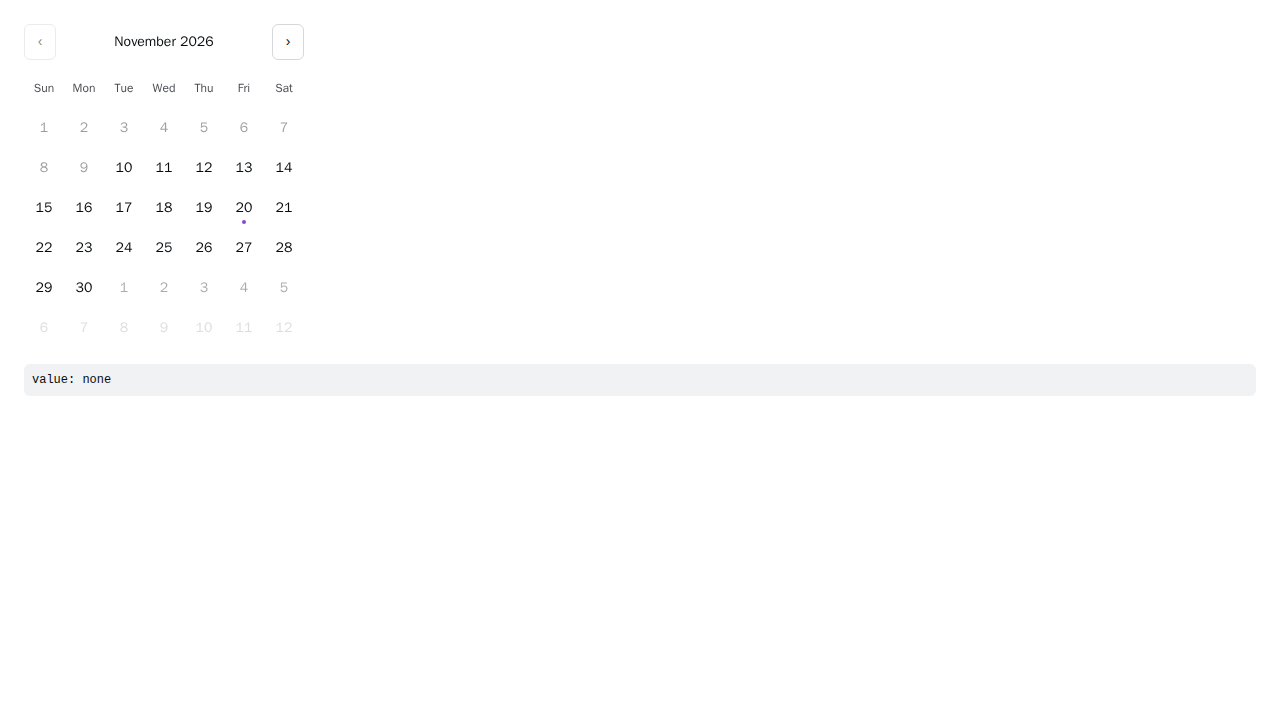 ‹ November 2026 ›
Sun Mon Tue Wed Thu Fri Sat
1 2 3 4 5 6 7
8 9 10 11 12 13 14
15 16 17 18 19 20 21
22 23 24 25 26 27 28
29 30 1 2 3 4 5
6 7 8 9 10 11 12
value: none